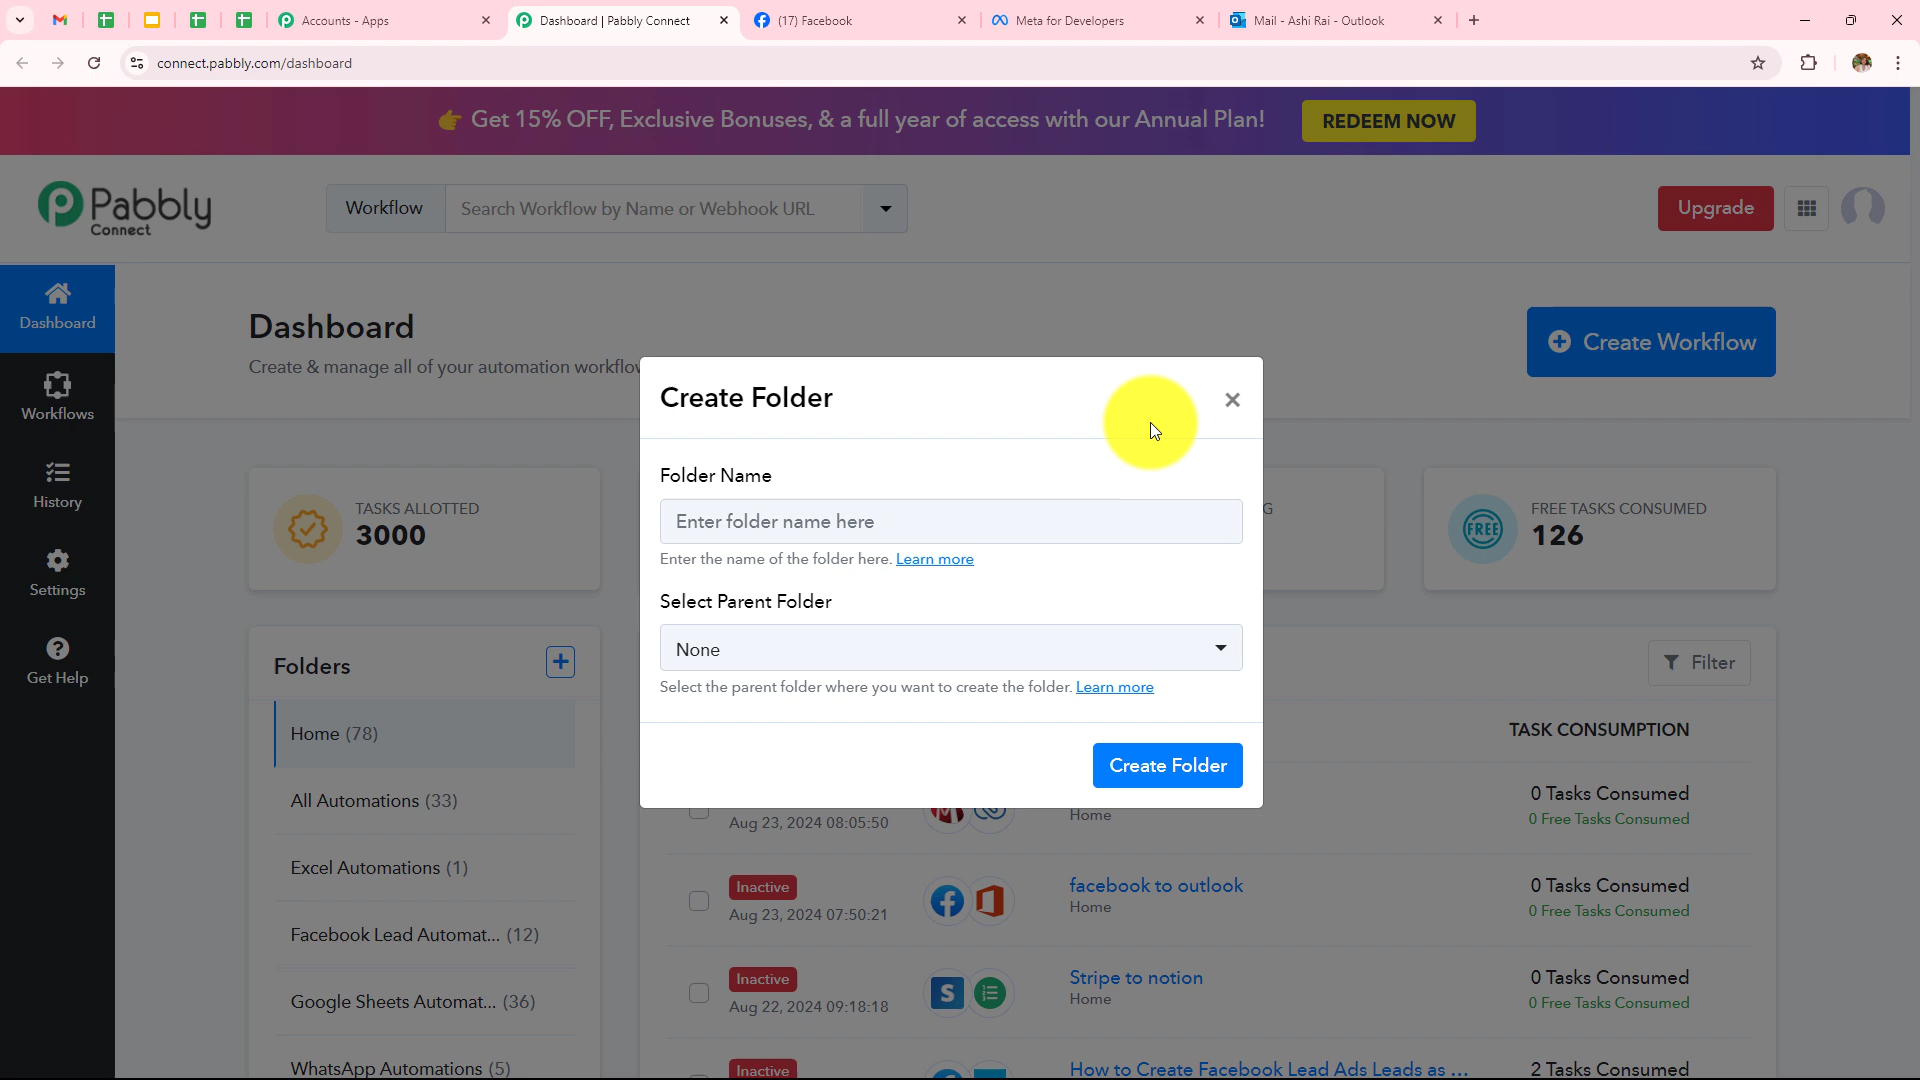 Accounts - Apps
Dashboard | Pabbly Connect
(17) Facebook
Meta for Developers
Mail - Ashi Rai - Outlook
connect.pabbly.com/dashboard
Get 15% OFF, Exclusive Bonuses, & a full year of access with our Annual Plan!
REDEEM NOW
Pabbly
Connect
Workflow
Search Workflow by Name or Webhook URL
Upgrade
Dashboard
Workflows
History
Settings
Get Help
Dashboard
Create & manage all of your automation workflow
Create Workflow
TASKS ALLOTTED
3000
G
FREE
FREE TASKS CONSUMED
126
Create Folder
Folder Name
Enter folder name here
Enter the name of the folder here. Learn more
Select Parent Folder
None
Select the parent folder where you want to create the folder. Learn more
Create Folder
Folders
Home (78)
All Automations (33)
Excel Automations (1)
Facebook Lead Automat... (12)
Google Sheets Automat... (36)
WhatsApp Automations (5)
Filter
TASK CONSUMPTION
Aug 23, 2024 08:05:50
Home
0 Tasks Consumed
0 Free Tasks Consumed
Inactive
Aug 23, 2024 07:50:21
facebook to outlook
Home
0 Tasks Consumed
0 Free Tasks Consumed
Inactive
Aug 22, 2024 09:18:18
S
Stripe to notion
Home
0 Tasks Consumed
0 Free Tasks Consumed
Inactive
How to Create Facebook Lead Ads Leads as ...
2 Tasks Consumed